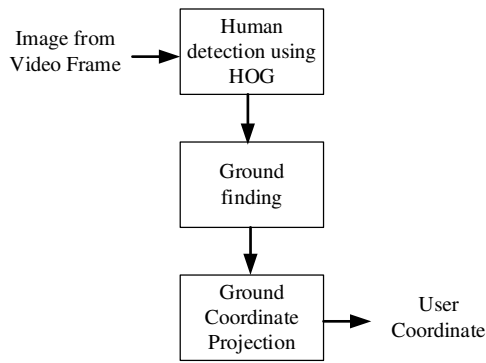 Image from
Video Frame
Human
detection using
HOG
Ground
finding
Ground
Coordinate
Projection
User
Coordinate